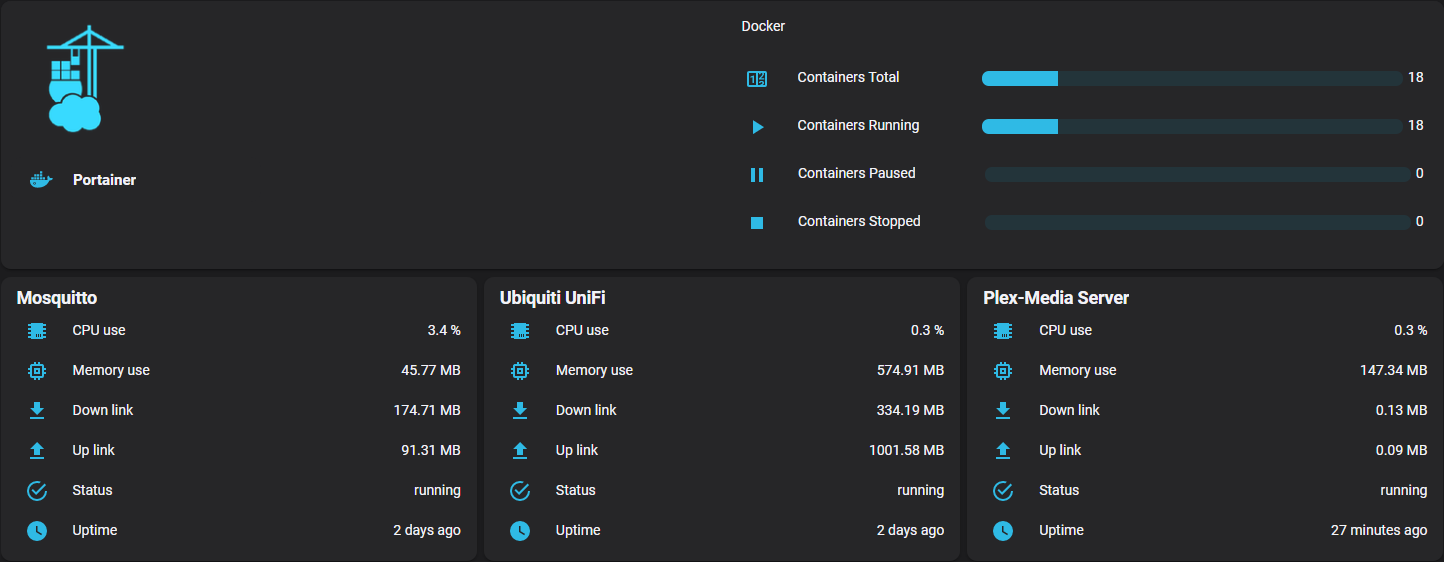 Docker
Containers Total 18
Containers Running 18
Containers Paused 0
Containers Stopped 0
Portainer
Mosquitto
CPU use 3.4 %
Memory use 45.77 MB
Down link 174.71 MB
Up link 91.31 MB
Status running
Uptime 2 days ago
Ubiquiti UniFi
CPU use 0.3 %
Memory use 574.91 MB
Down link 334.19 MB
Up link 1001.58 MB
Status running
Uptime 2 days ago
Plex-Media Server
CPU use 0.3 %
Memory use 147.34 MB
Down link 0.13 MB
Up link 0.09 MB
Status running
Uptime 27 minutes ago